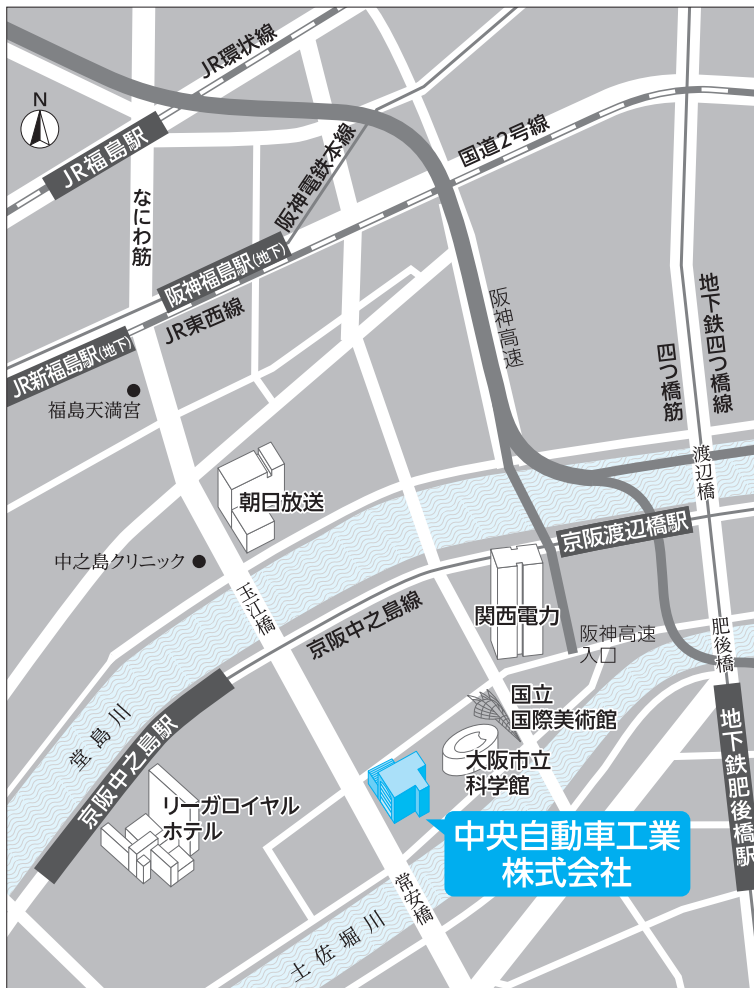 N
JR環状線
JR福島駅
なにわ筋
阪神電鉄本線
国道2号線
阪神福島駅(地下)
JR東西線
JR新福島駅(地下)
阪神高速
地下鉄四つ橋線
四つ橋筋
福島天満宮
渡辺橋
朝日放送
京阪渡辺橋駅
中之島クリニック
玉江橋
京阪中之島線
関西電力
阪神高速
入口
肥後橋
国立
国際美術館
堂島川
京阪中之島駅
大阪市立
科学館
地下鉄肥後橋駅
リーガロイヤル
ホテル
中央自動車工業
株式会社
常安橋
土佐堀川